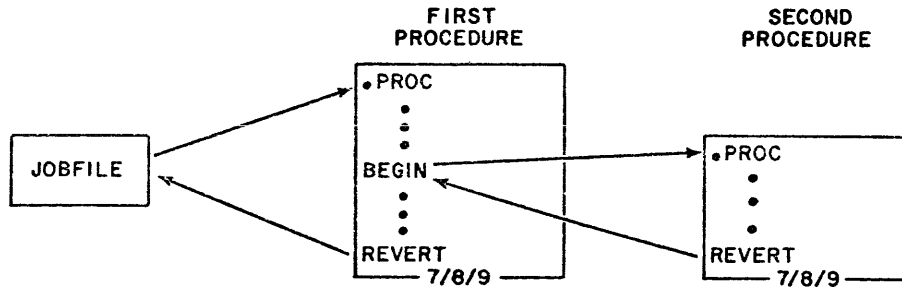 FIRST
PROCEDURE
SECOND
PROCEDURE
.PROC
JOBFILE
BEGIN
REVERT
7/8/9
.PROC
REVERT
7/8/9